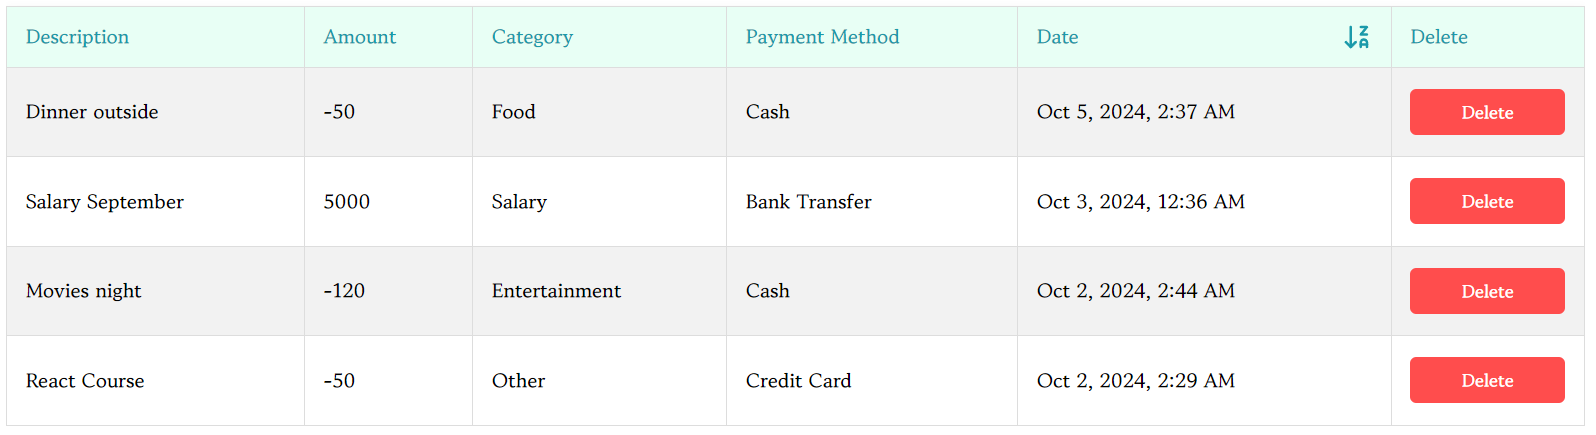 Description Amount Category Payment Method Date Z A Delete
Dinner outside -50 Food Cash Oct 5, 2024, 2:37 AM Delete
Salary September 5000 Salary Bank Transfer Oct 3, 2024, 12:36 AM Delete
Movies night -120 Entertainment Cash Oct 2, 2024, 2:44 AM Delete
React Course -50 Other Credit Card Oct 2, 2024, 2:29 AM Delete